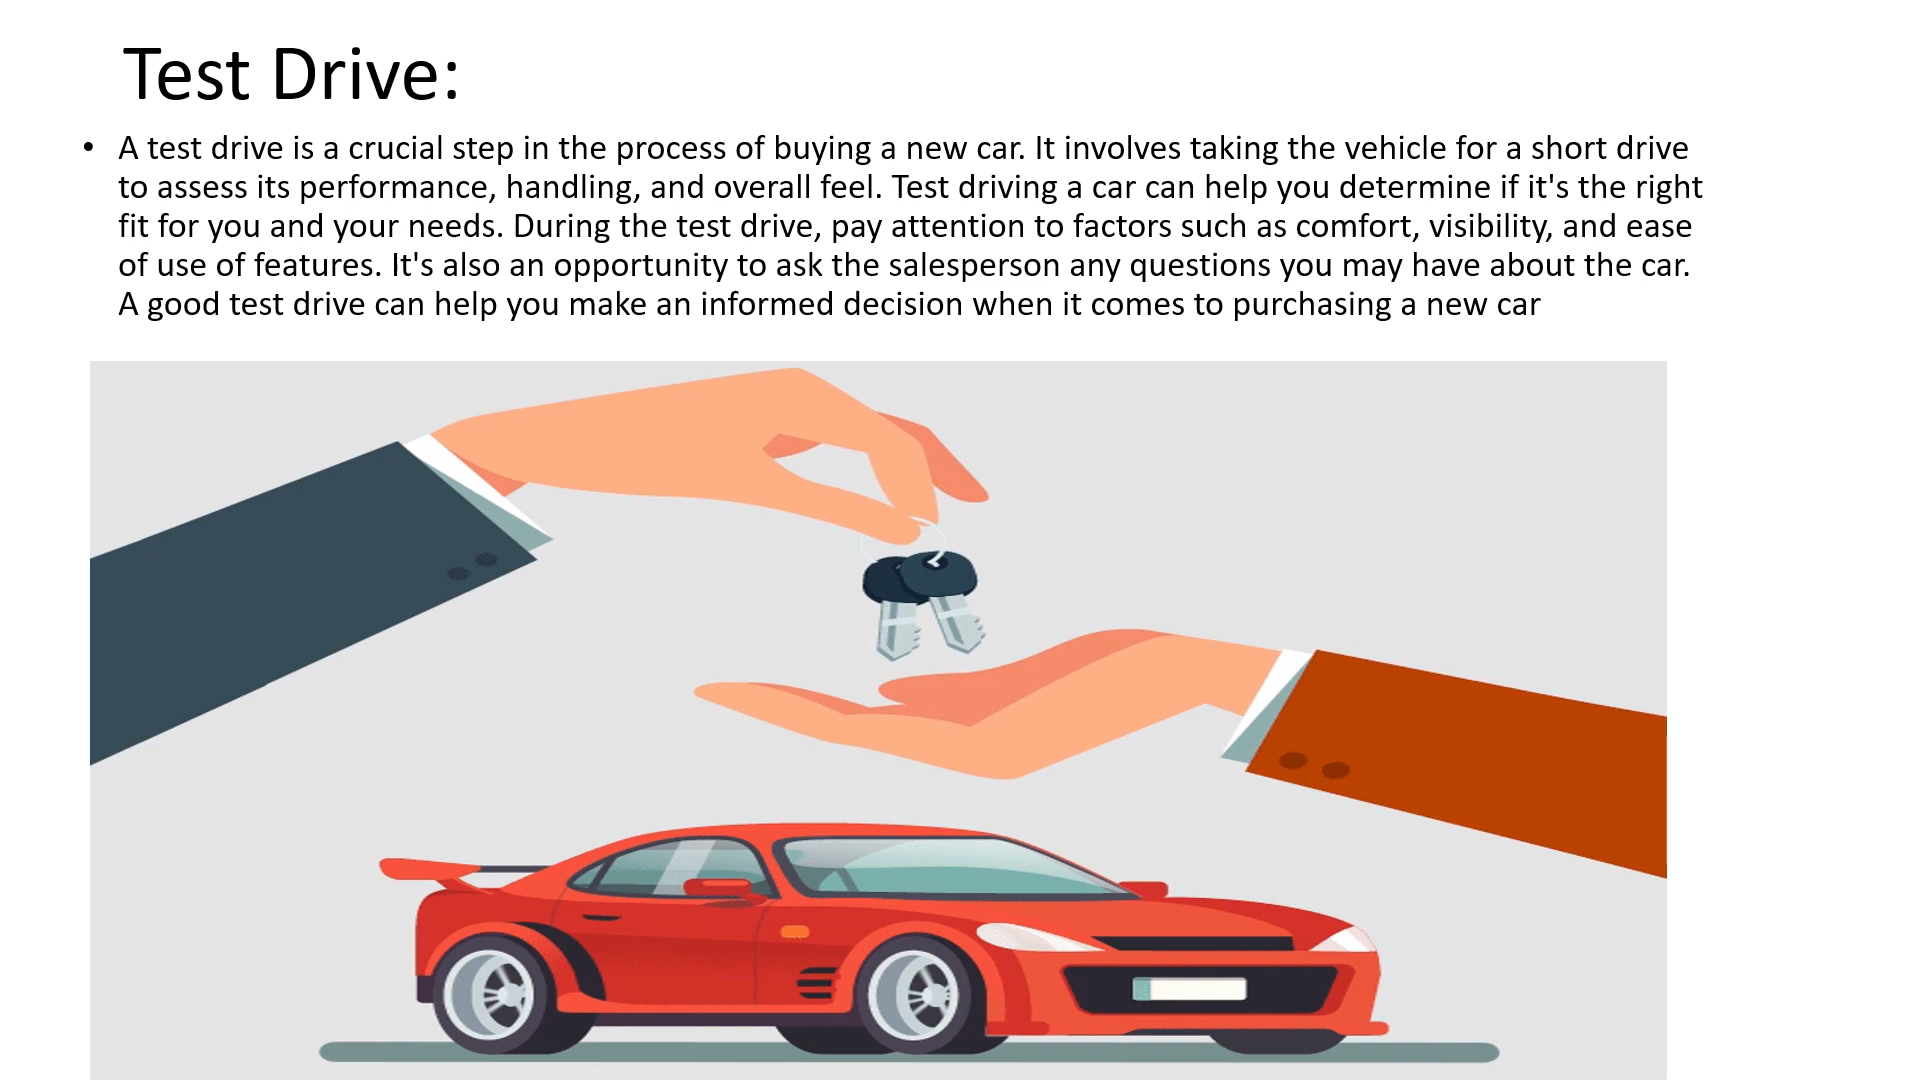 Test Drive:
• A test drive is a crucial step in the process of buying a new car. It involves taking the vehicle for a short drive
to assess its performance, handling, and overall feel. Test driving a car can help you determine if it's the right
fit for you and your needs. During the test drive, pay attention to factors such as comfort, visibility, and ease
of use of features. It's also an opportunity to ask the salesperson any questions you may have about the car.
A good test drive can help you make an informed decision when it comes to purchasing a new car